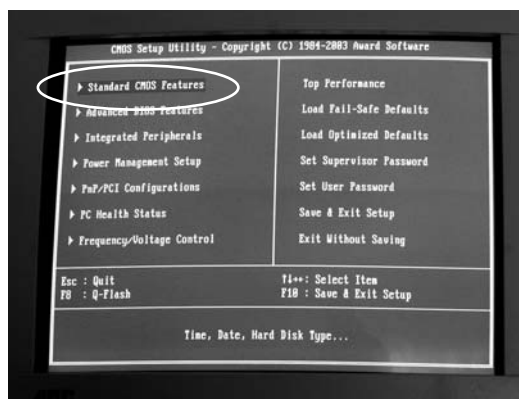 CMOS Setup Utility - Copyright (C) 1984-2003 Award Software
▶ Standard CMOS Features
▶ Advanced BIOS Features
▶ Integrated Peripherals
▶ Power Management Setup
▶ PnP/PCI Configurations
▶ PC Health Status
▶ Frequency/Voltage Control
Top Performance
Load Fail-Safe Defaults
Load Optimized Defaults
Set Supervisor Password
Set User Password
Save & Exit Setup
Exit Without Saving
Esc : Quit
F8 : Q-Flash
↑↓→←: Select Item
F10 : Save & Exit Setup
Time, Date, Hard Disk Type...